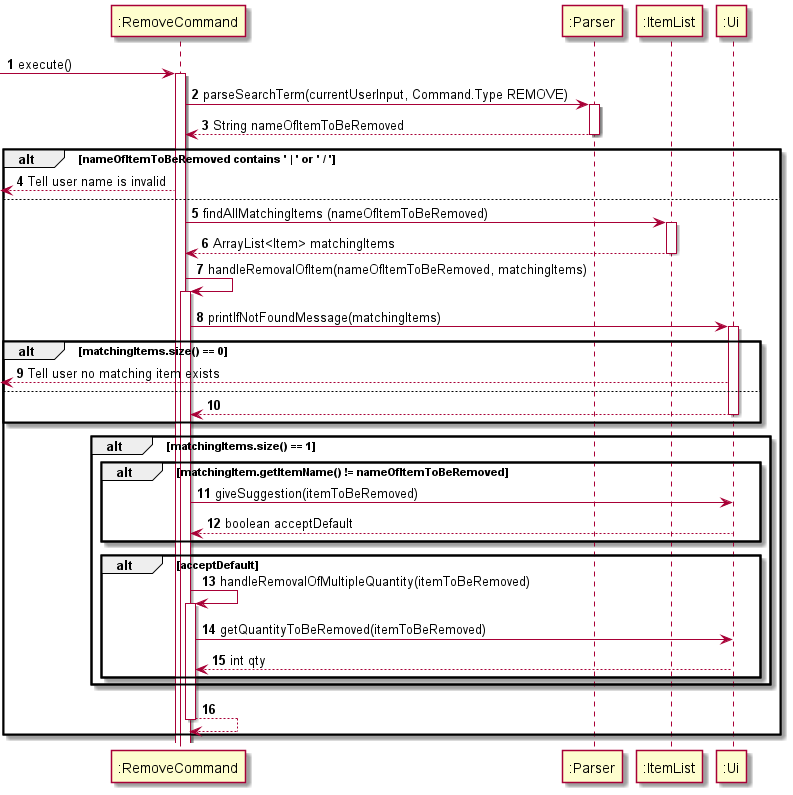 :RemoveCommand :Parser :ItemList :Ui
1 execute()
2 parseSearchTerm(currentUserInput, Command.Type REMOVE)
3 String nameOfItemToBeRemoved
alt [nameOfItemToBeRemoved contains ' | ' or ' / ']
4 Tell user name is invalid
5 findAllMatchingItems (nameOfItemToBeRemoved)
6 ArrayList<Item> matchingItems
7 handleRemovalOfItem(nameOfItemToBeRemoved, matchingItems)
8 printIfNotFoundMessage(matchingItems)
alt [matchingItems.size() == 0]
9 Tell user no matching item exists
10
alt [matchingItems.size() == 1]
alt [matchingItem.getItemName() != nameOfItemToBeRemoved]
11 giveSuggestion(itemToBeRemoved)
12 boolean acceptDefault
alt [acceptDefault]
13 handleRemovalOfMultipleQuantity(itemToBeRemoved)
14 getQuantityToBeRemoved(itemToBeRemoved)
15 int qty
16
:RemoveCommand :Parser :ItemList :Ui